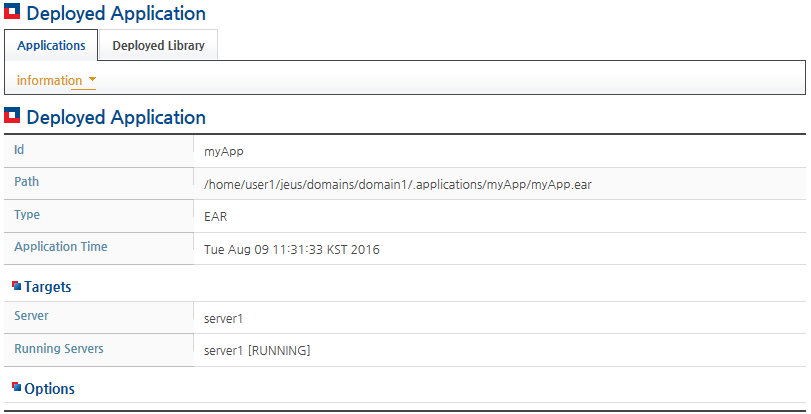 Deployed Application
Applications Deployed Library
information
Deployed Application
Id myApp
Path /home/user1/jeus/domains/domain1/.applications/myApp/myApp.ear
Type EAR
Application Time Tue Aug 09 11:31:33 KST 2016
Targets
Server server1
Running Servers server1 [RUNNING]
Options